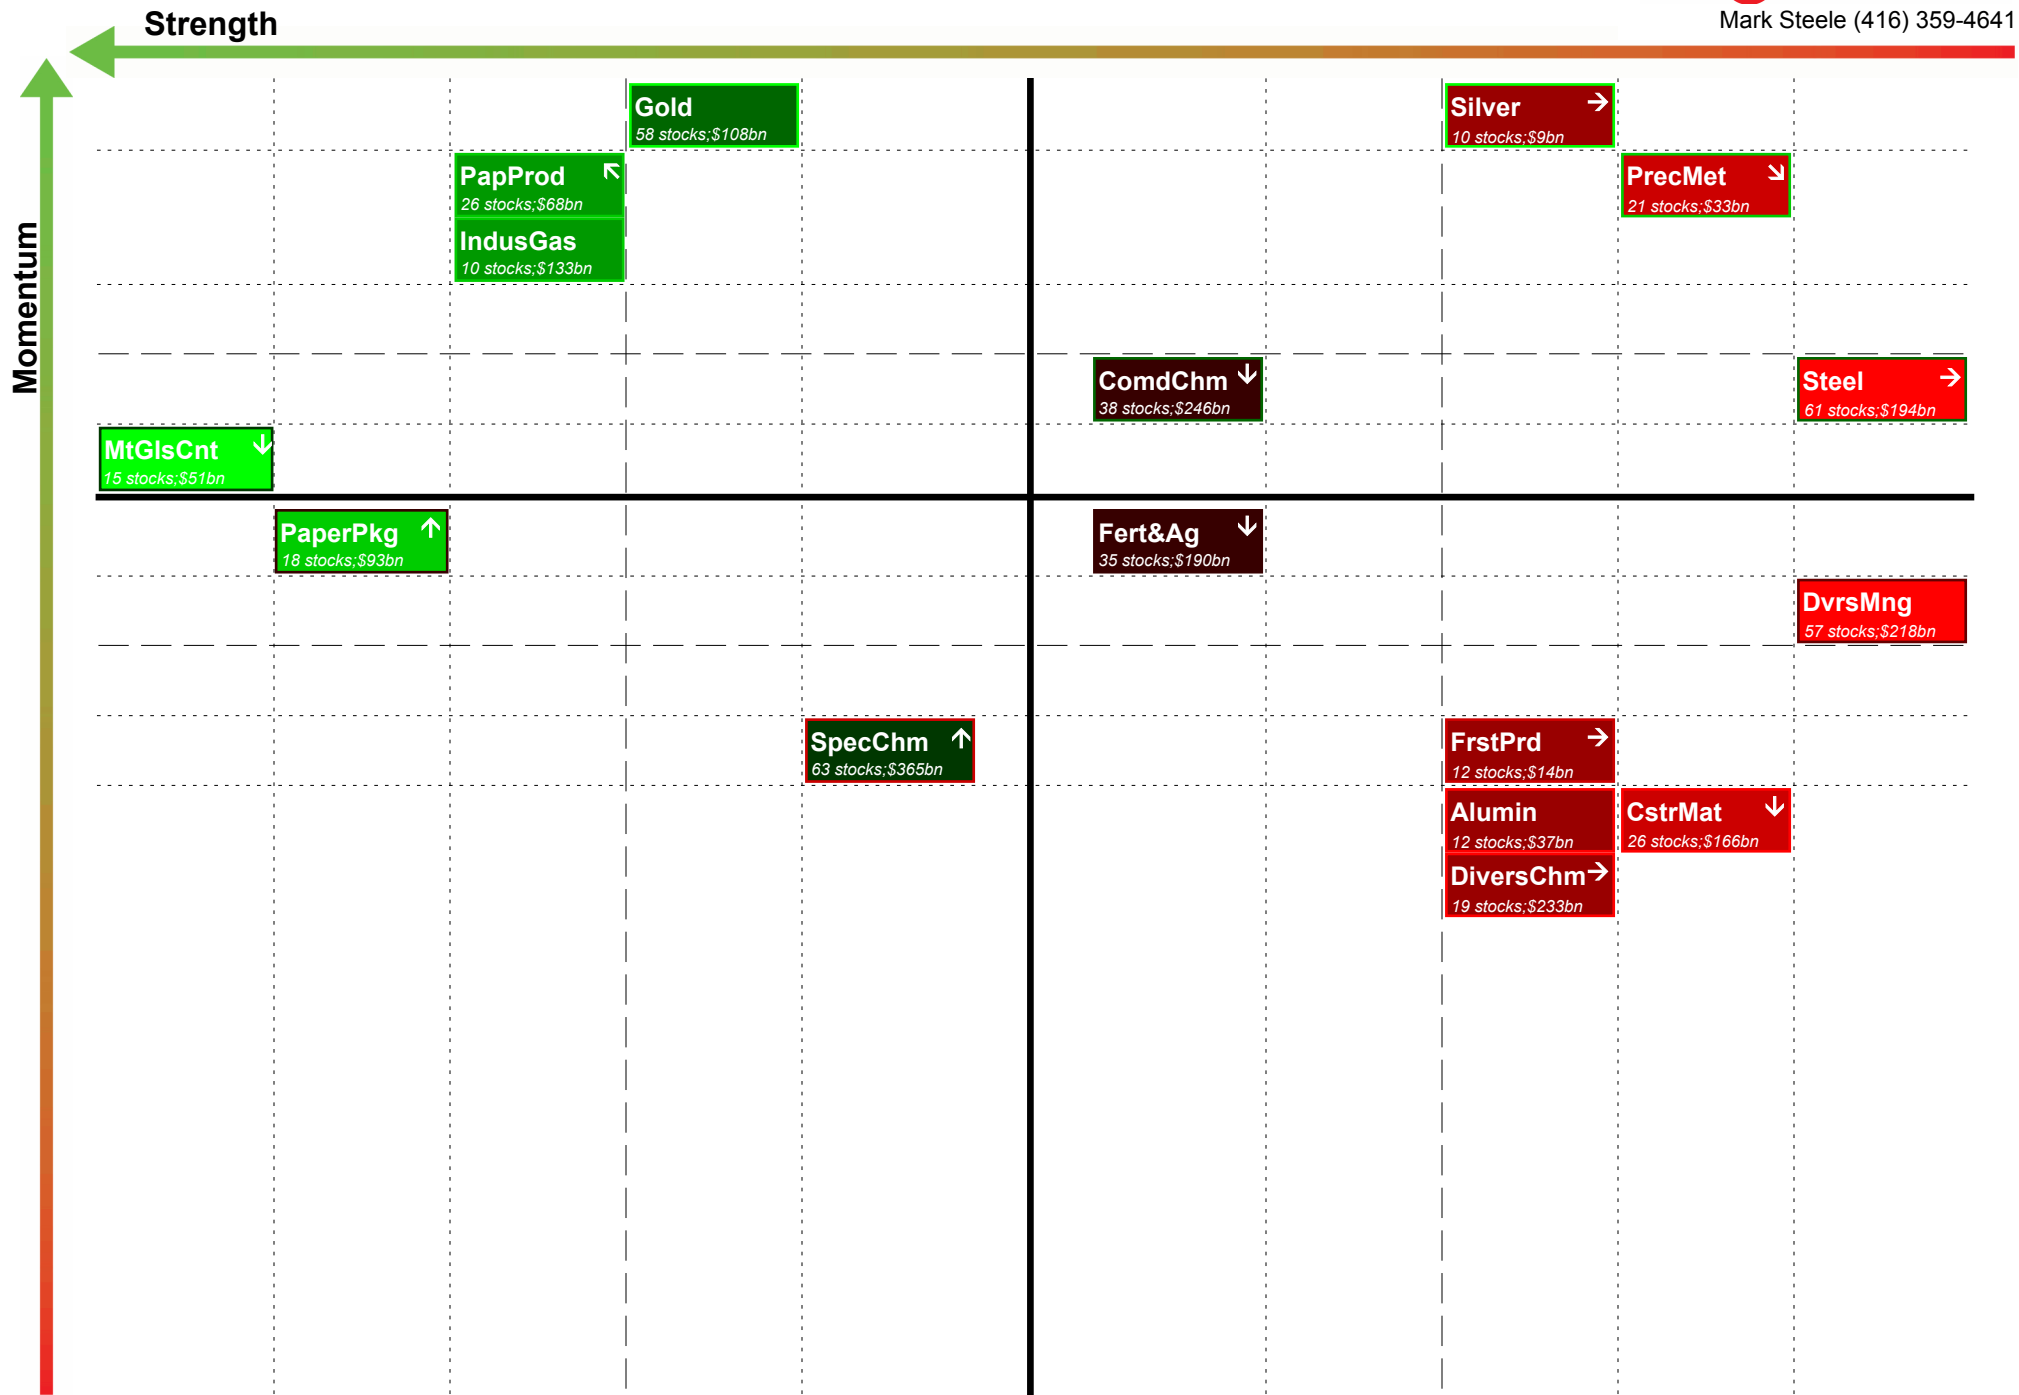 Strength
Mark Steele (416) 359-4641
Momentum
Gold
58 stocks;$108bn
Silver
10 stocks;$9bn
PapProd
26 stocks;$68bn
PrecMet
21 stocks;$33bn
IndusGas
10 stocks;$133bn
ComdChm
38 stocks;$246bn
Steel
61 stocks;$194bn
MtGlsCnt
15 stocks;$51bn
PaperPkg
18 stocks;$93bn
Fert&Ag
35 stocks;$190bn
DvrsMng
57 stocks;$218bn
SpecChm
63 stocks;$365bn
FrstPrd
12 stocks;$14bn
Alumin
12 stocks;$37bn
CstrMat
26 stocks;$166bn
DiversChm
19 stocks;$233bn